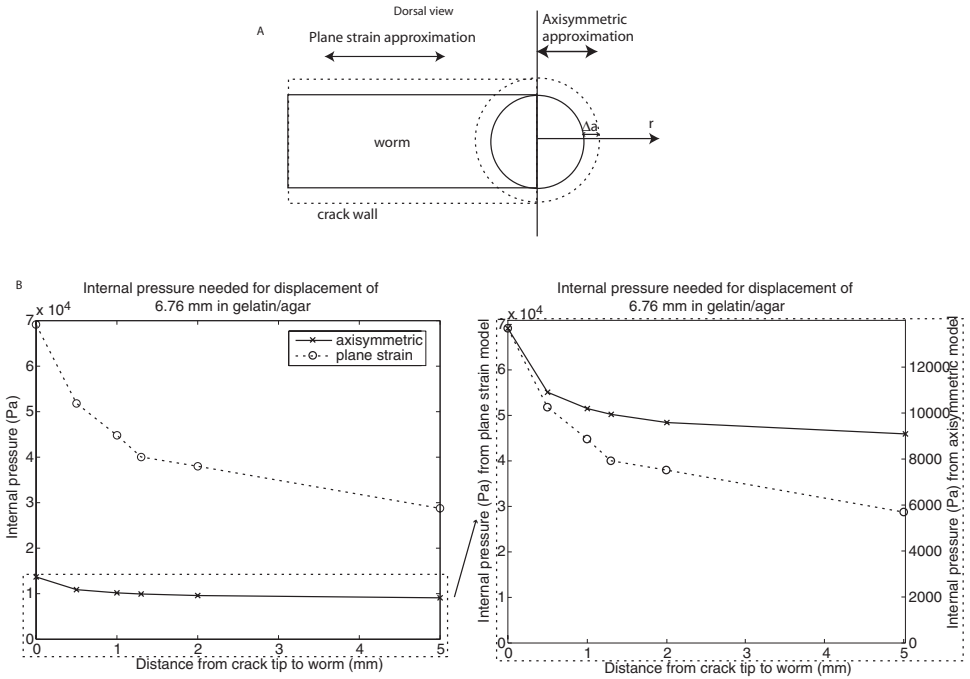 Dorsal view
A
Plane strain approximation
Axisymmetric
approximation
worm
Δa
r
crack wall
B
Internal pressure needed for displacement of
6.76 mm in gelatin/agar
x 10⁴
7
6
5
4
3
2
1
0
Internal pressure (Pa)
axisymmetric
plane strain
0 1 2 3 4 5
Distance from crack tip to worm (mm)
Internal pressure needed for displacement of
6.76 mm in gelatin/agar
x 10⁴
7
6
5
4
3
2
1
0
Internal pressure (Pa) from plane strain model
12000
10000
8000
6000
4000
2000
0
Internal pressure (Pa) from axisymmetric model
0 1 2 3 4 5
Distance from crack tip to worm (mm)